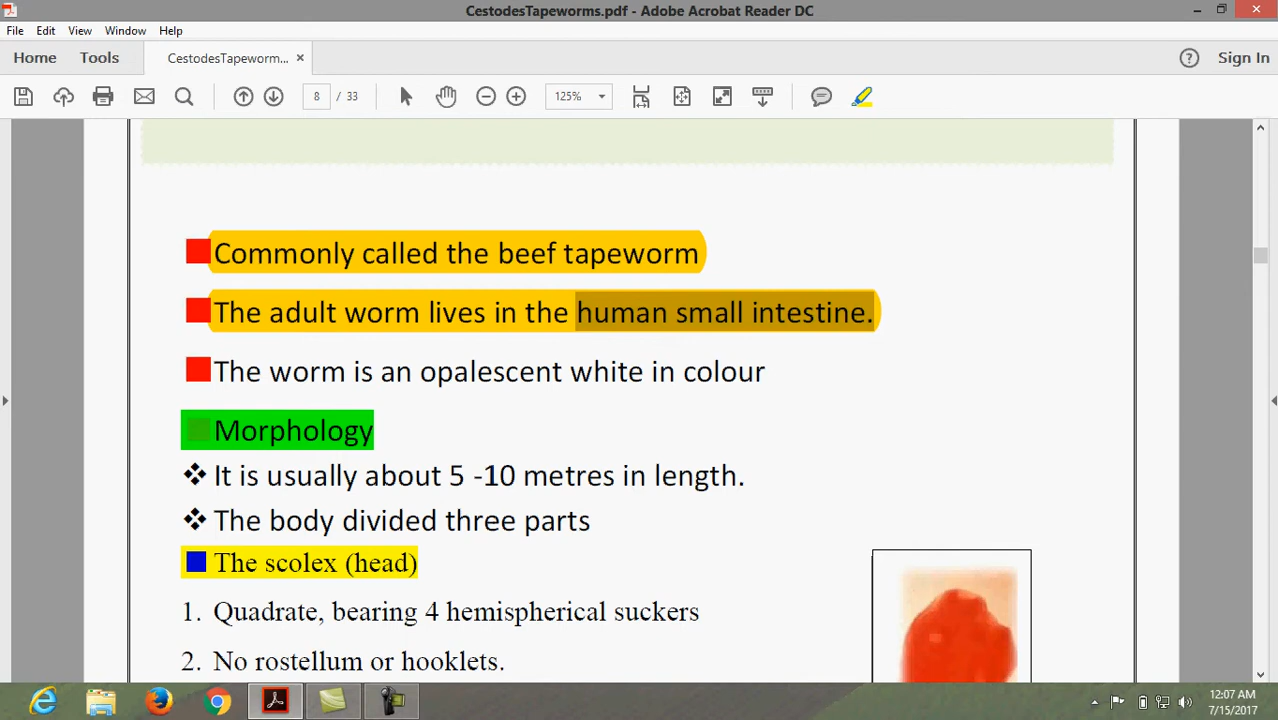 CestodesTapeworms.pdf - Adobe Acrobat Reader DC
File Edit View Window Help
Home Tools CestodesTapeworm... × Sign In
8 / 33 125%
Commonly called the beef tapeworm
The adult worm lives in the human small intestine.
The worm is an opalescent white in colour
Morphology
❖ It is usually about 5 -10 metres in length.
❖ The body divided three parts
The scolex (head)
1. Quadrate, bearing 4 hemispherical suckers
2. No rostellum or hooklets.
12:07 AM
7/15/2017